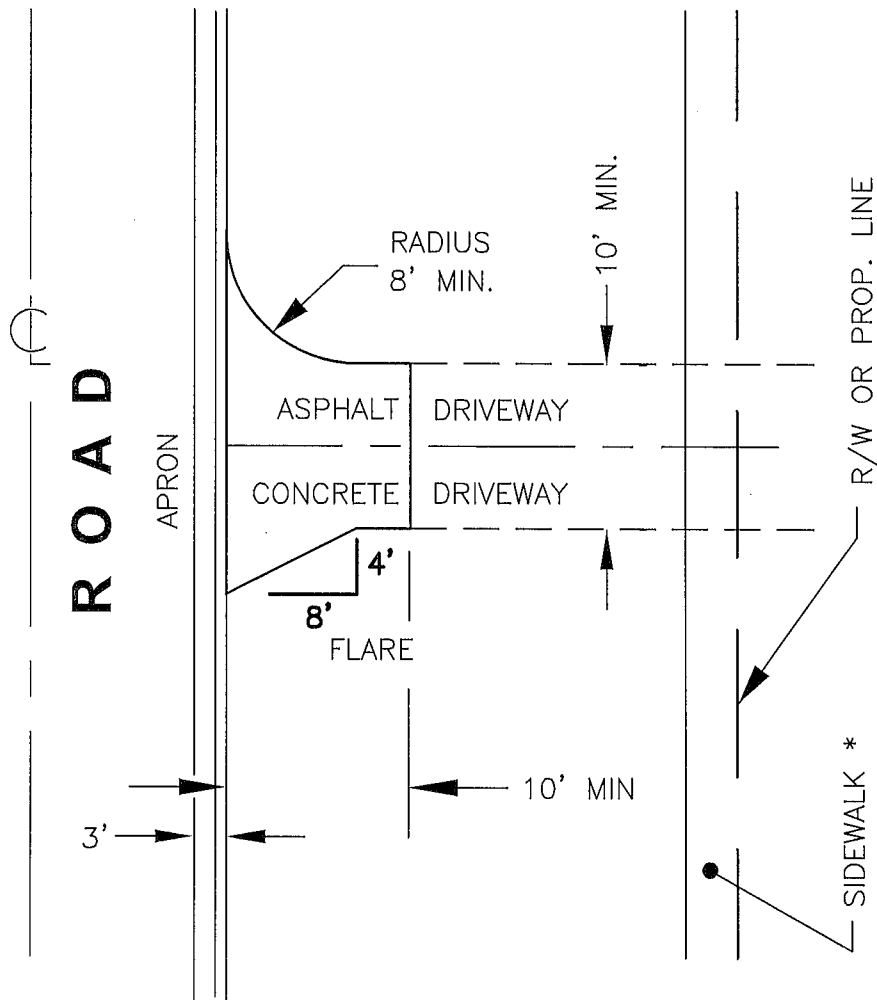 ℄
ROAD
APRON
RADIUS
8' MIN.
10' MIN.
R/W OR PROP. LINE
ASPHALT DRIVEWAY
CONCRETE DRIVEWAY
4'
8'
FLARE
10' MIN
3'
SIDEWALK *